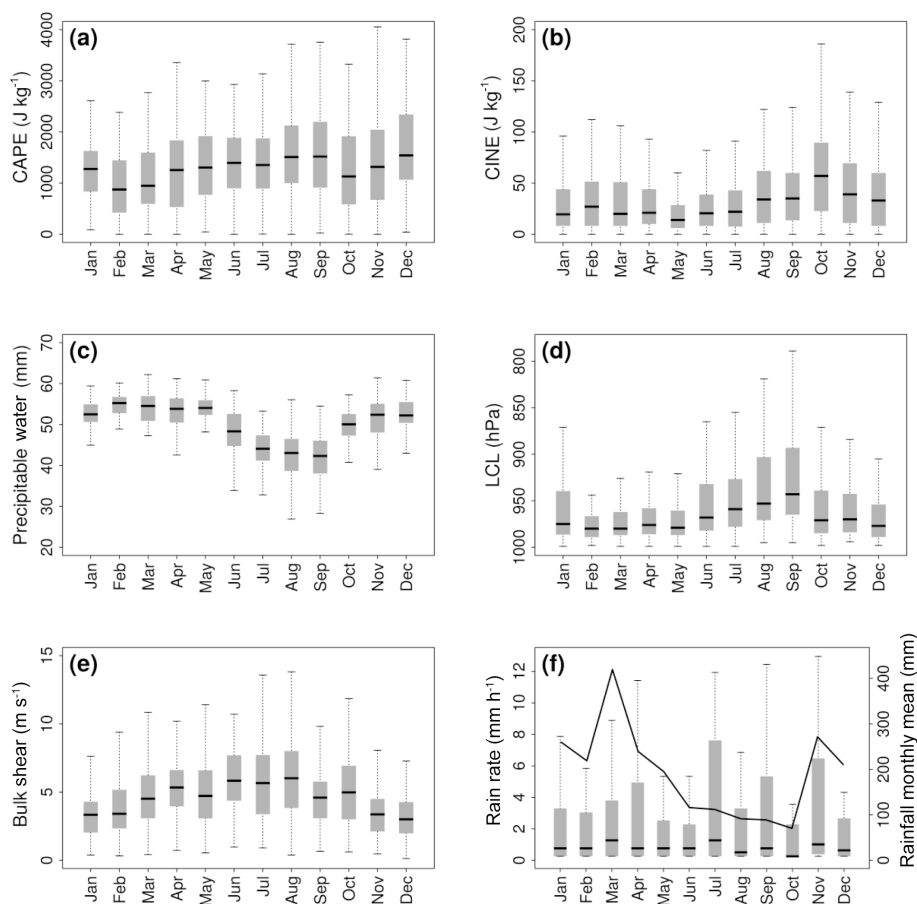 (a)
CAPE (J kg⁻¹)
0 1000 2000 3000 4000
Jan Feb Mar Apr May Jun Jul Aug Sep Oct Nov Dec
(b)
CINE (J kg⁻¹)
0 50 100 150 200
Jan Feb Mar Apr May Jun Jul Aug Sep Oct Nov Dec
(c)
Precipitable water (mm)
20 30 40 50 60 70
Jan Feb Mar Apr May Jun Jul Aug Sep Oct Nov Dec
(d)
LCL (hPa)
1000 950 900 850 800
Jan Feb Mar Apr May Jun Jul Aug Sep Oct Nov Dec
(e)
Bulk shear (m s⁻¹)
0 5 10 15
Jan Feb Mar Apr May Jun Jul Aug Sep Oct Nov Dec
(f)
Rain rate (mm h⁻¹)
0 2 4 6 8 10 12
Jan Feb Mar Apr May Jun Jul Aug Sep Oct Nov Dec
0 100 200 300 400
Rainfall monthly mean (mm)